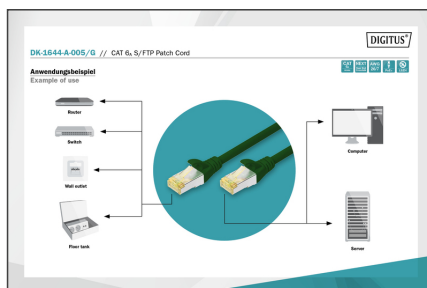 DIGITUS®
DK-1644-A-005/G // CAT 6A S/FTP Patch Cord
Anwendungsbeispiel
Example of use
Router
Switch
Wall outlet
Floor tank
Computer
Server